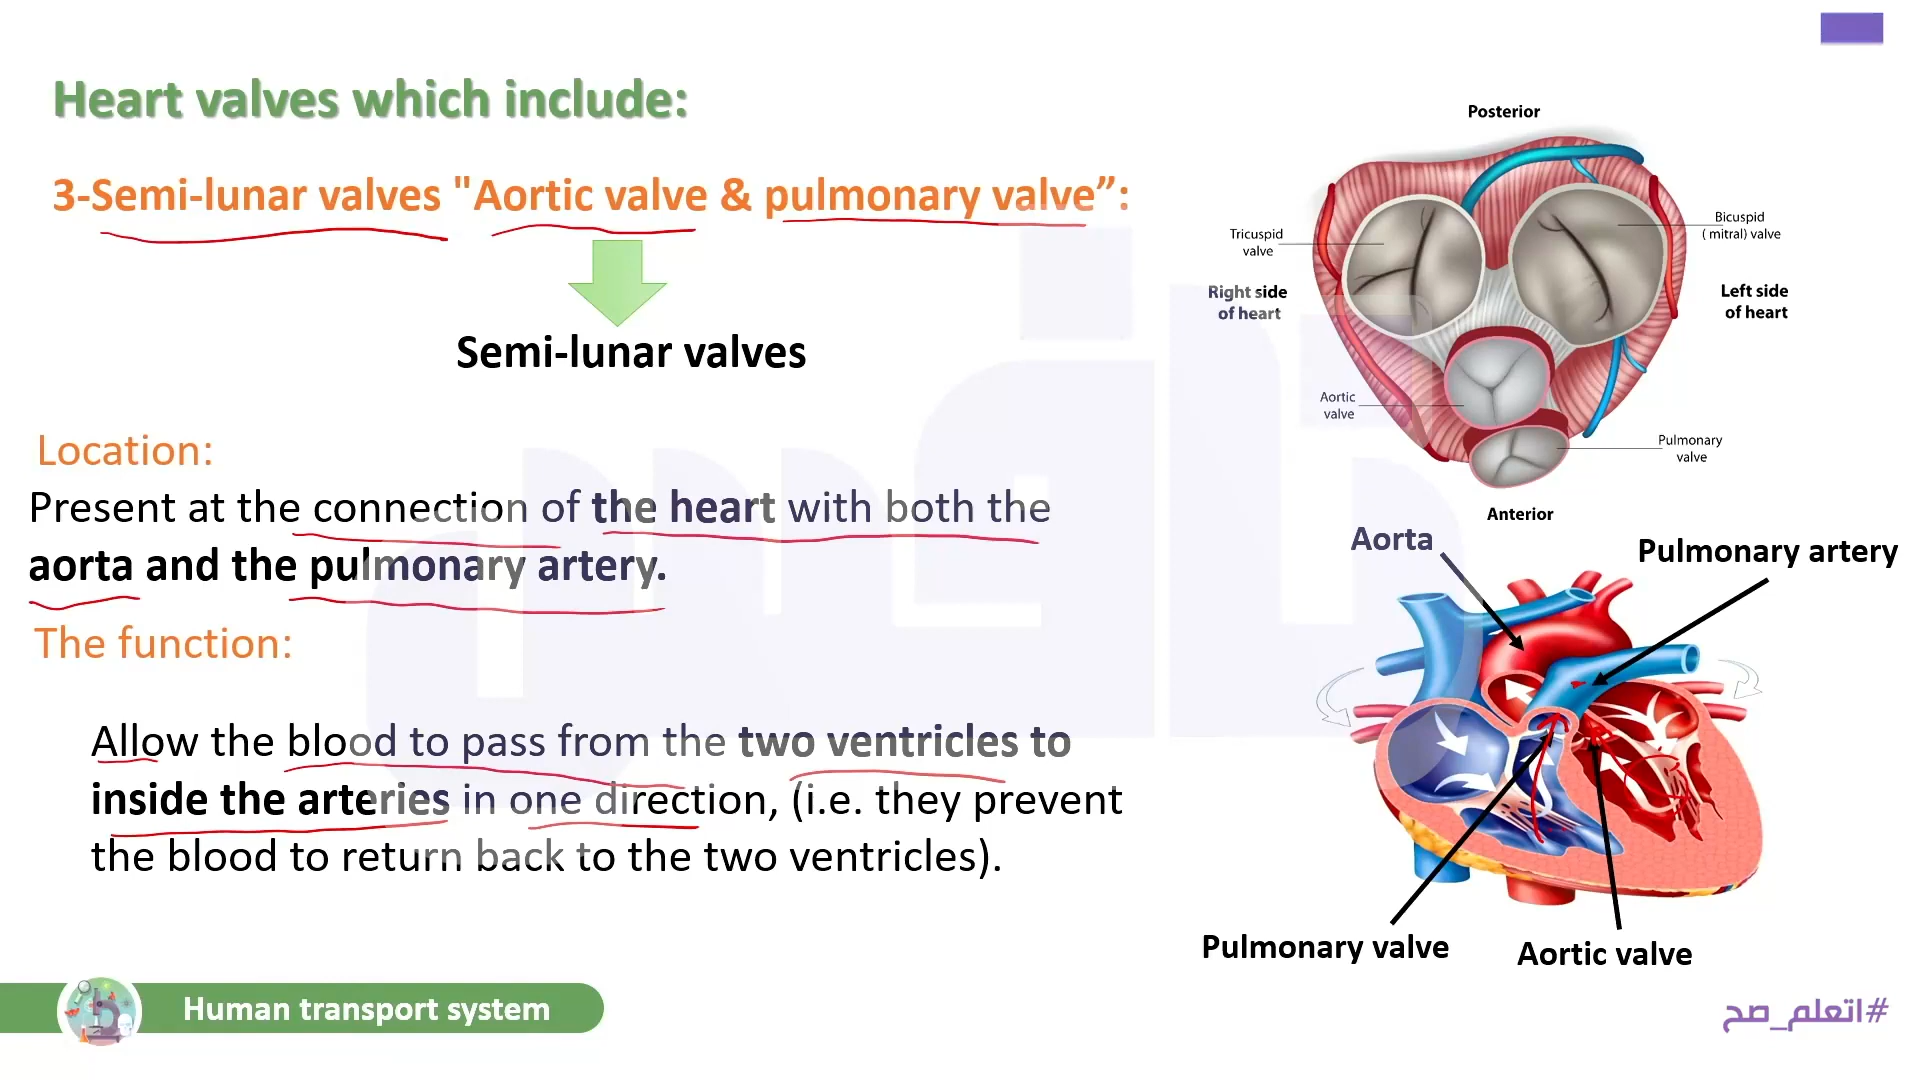 Heart valves which include:
3-Semi-lunar valves "Aortic valve & pulmonary valve”:
Semi-lunar valves
Location:
Present at the connection of the heart with both the
aorta and the pulmonary artery.
The function:
Allow the blood to pass from the two ventricles to
inside the arteries in one direction, (i.e. they prevent
the blood to return back to the two ventricles).
Posterior
Tricuspid
valve
Bicuspid
( mitral) valve
Right side
of heart
Left side
of heart
Aortic
valve
Pulmonary
valve
Anterior
Aorta
Pulmonary artery
Pulmonary valve
Aortic valve
Human transport system
#اتعلم_صح